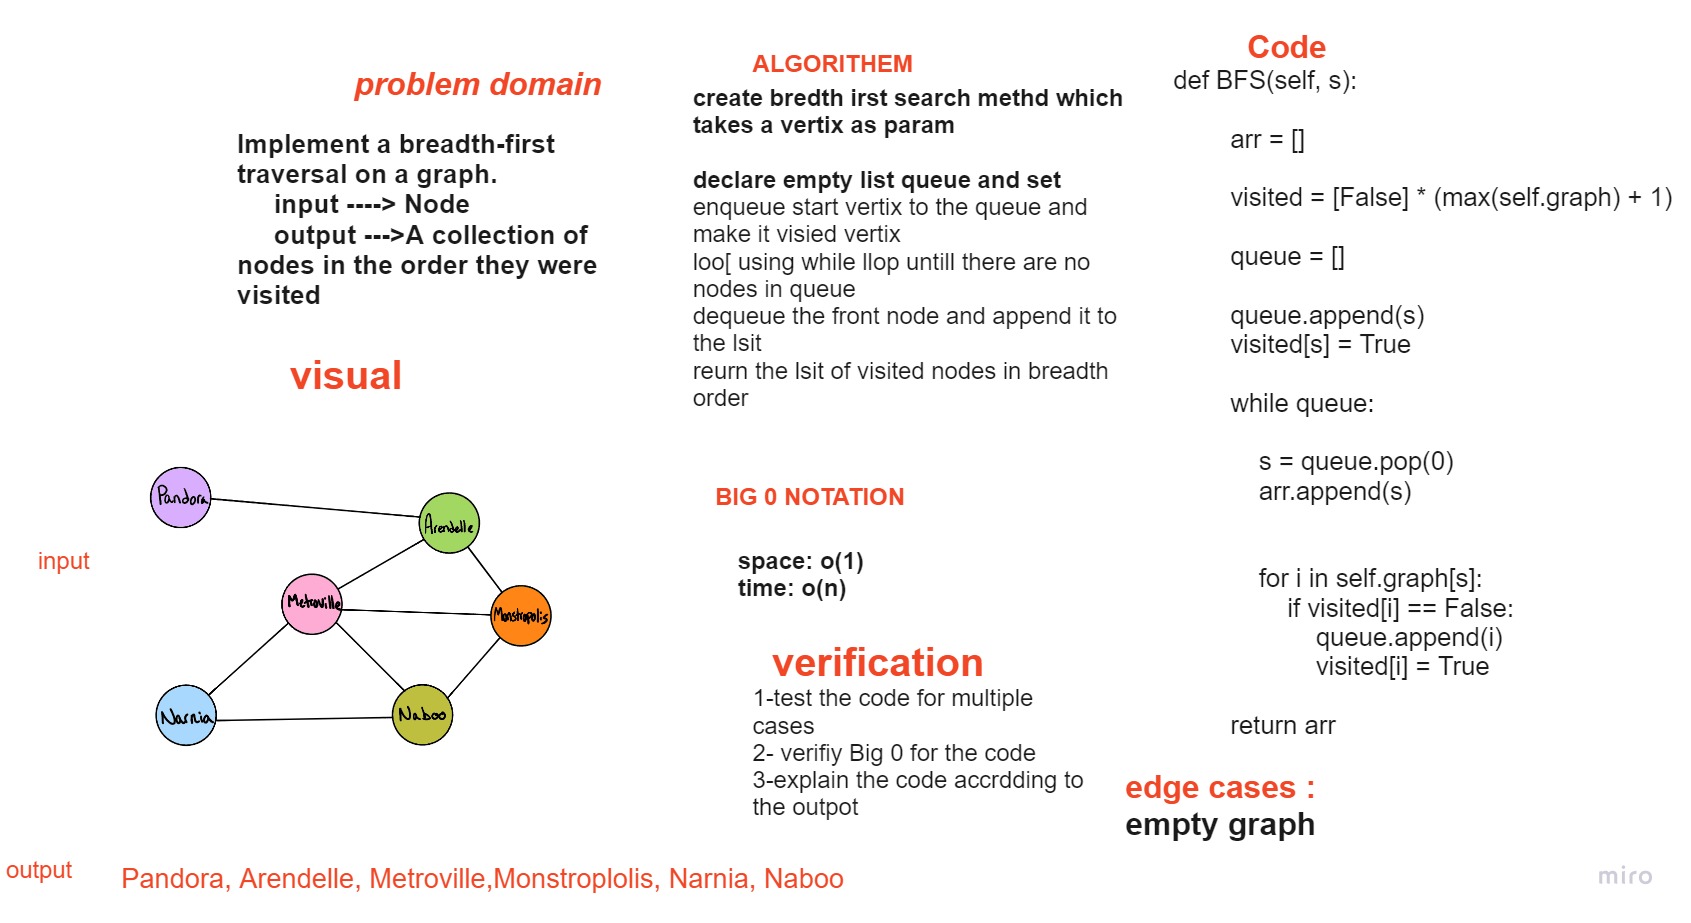 problem domain
Implement a breadth-first
traversal on a graph.
input ----> Node
output --->A collection of
nodes in the order they were
visited
visual
input
Pandora
Arendelle
Metroville
Monstropolis
Narnia
Naboo
output
Pandora, Arendelle, Metroville,Monstroplolis, Narnia, Naboo
ALGORITHEM
create bredth irst search methd which
takes a vertix as param
declare empty list queue and set
enqueue start vertix to the queue and
make it visied vertix
loo[ using while llop untill there are no
nodes in queue
dequeue the front node and append it to
the lsit
reurn the lsit of visited nodes in breadth
order
BIG 0 NOTATION
space: o(1)
time: o(n)
verification
1-test the code for multiple
cases
2- verifiy Big 0 for the code
3-explain the code accrdding to
the outpot
Code
def BFS(self, s):
arr = []
visited = [False] * (max(self.graph) + 1)
queue = []
queue.append(s)
visited[s] = True
while queue:
s = queue.pop(0)
arr.append(s)
for i in self.graph[s]:
if visited[i] == False:
queue.append(i)
visited[i] = True
return arr
edge cases :
empty graph
miro